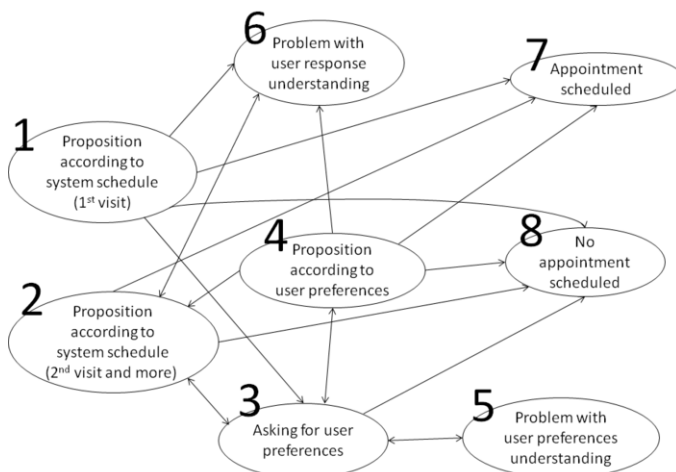 6
Problem with
user response
understanding
7
Appointment
scheduled
1
Proposition
according to
system schedule
(1st visit)
4
Proposition
according to
user preferences
8
No
appointment
scheduled
2
Proposition
according to
system schedule
(2nd visit and more)
3
Asking for user
preferences
5
Problem with
user preferences
understanding